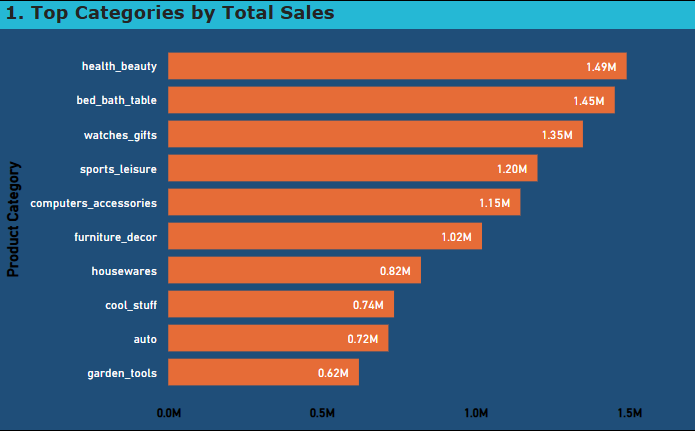 1. Top Categories by Total Sales
health_beauty 1.49M
bed_bath_table 1.45M
watches_gifts 1.35M
sports_leisure 1.20M
computers_accessories 1.15M
furniture_decor 1.02M
housewares 0.82M
cool_stuff 0.74M
auto 0.72M
garden_tools 0.62M
Product Category
0.0M 0.5M 1.0M 1.5M